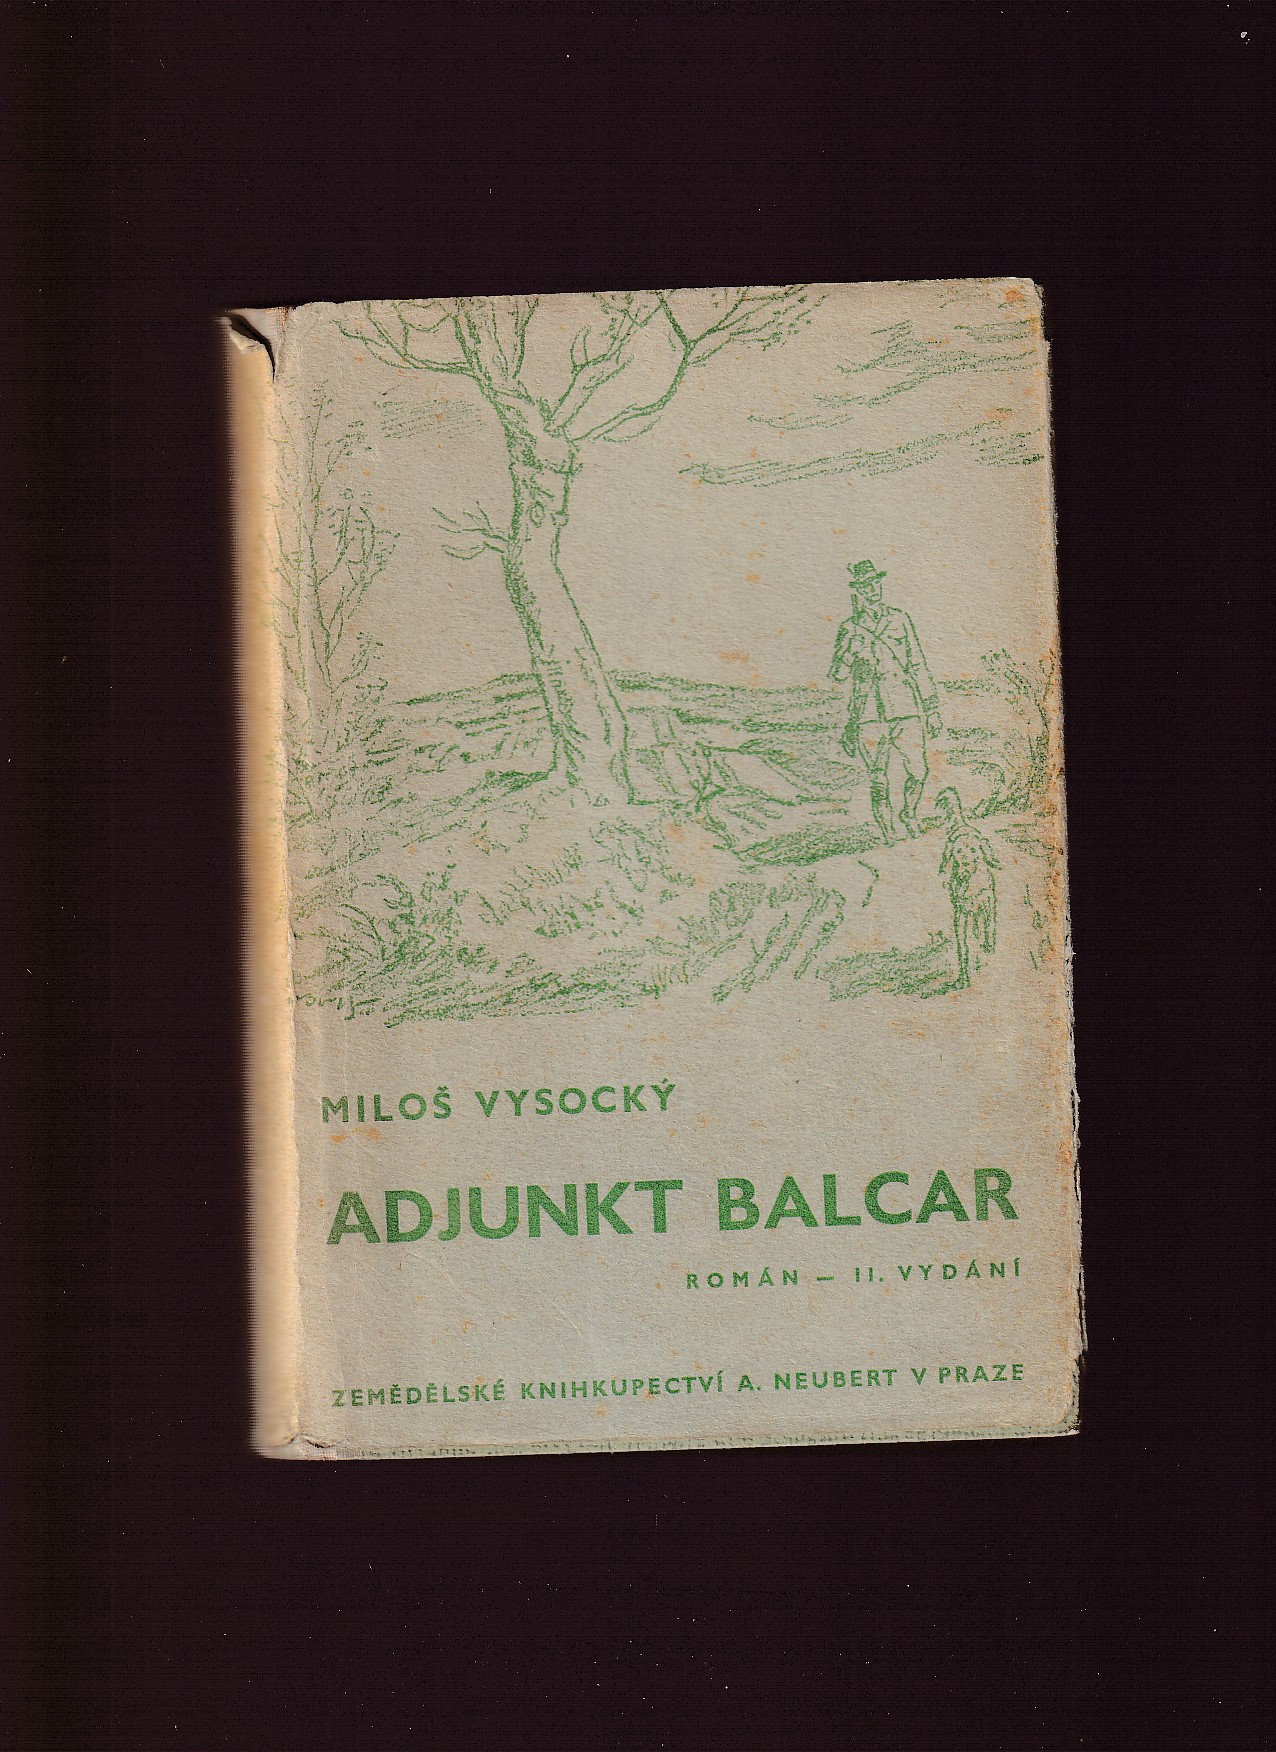 MILOŠ VYSOCKÝ
ADJUNKT BALCAR
ROMÁN – II. VYDÁNÍ
ZEMĚDĚLSKÉ KNIHKUPECTVÍ A. NEUBERT V PRAZE